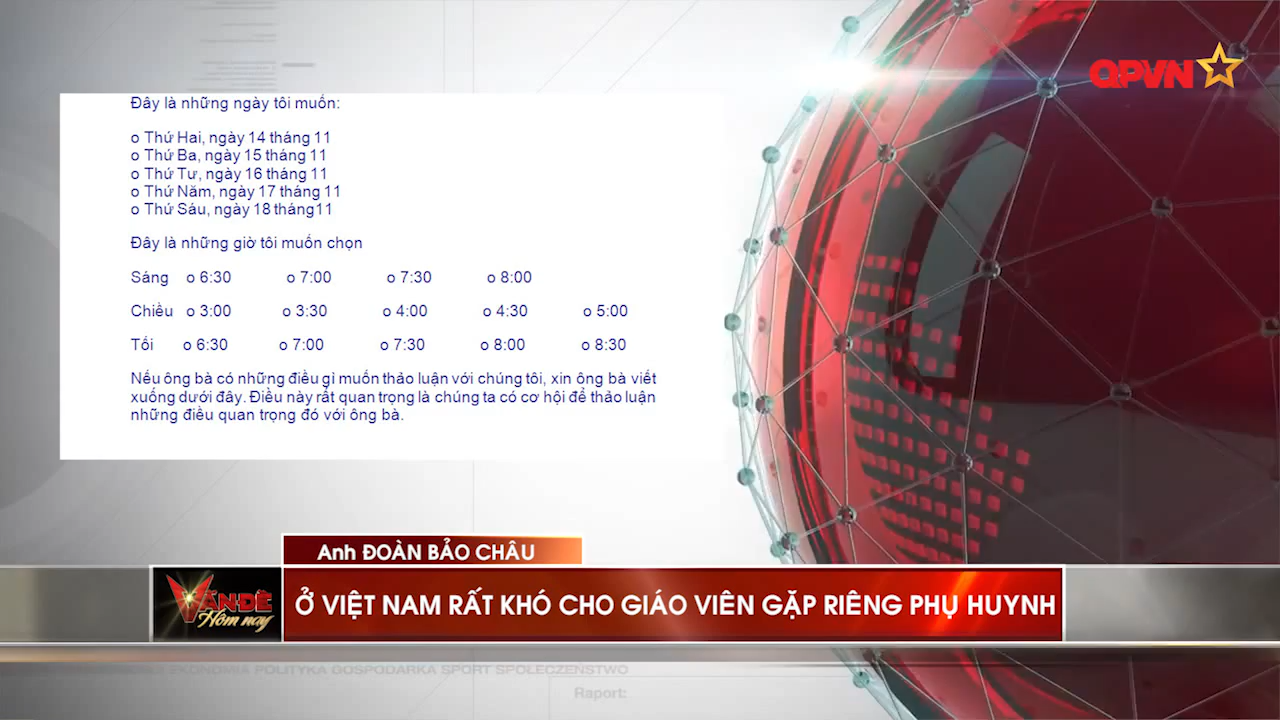 QPVN
Đây là những ngày tôi muốn:
o Thứ Hai, ngày 14 tháng 11
o Thứ Ba, ngày 15 tháng 11
o Thứ Tư, ngày 16 tháng 11
o Thứ Năm, ngày 17 tháng 11
o Thứ Sáu, ngày 18 tháng11
Đây là những giờ tôi muốn chọn
Sáng o 6:30 o 7:00 o 7:30 o 8:00
Chiều o 3:00 o 3:30 o 4:00 o 4:30 o 5:00
Tối o 6:30 o 7:00 o 7:30 o 8:00 o 8:30
Nếu ông bà có những điều gì muốn thảo luận với chúng tôi, xin ông bà viết
xuống dưới đây. Điều này rất quan trọng là chúng ta có cơ hội để thảo luận
những điều quan trọng đó với ông bà.
Anh ĐOÀN BẢO CHÂU
VẤN ĐỀ
Hôm nay
Ở VIỆT NAM RẤT KHÓ CHO GIÁO VIÊN GẶP RIÊNG PHỤ HUYNH
EKONOMIA POLITYKA GOSPODARKA SPORT SPOŁECZEŃSTWO
Raport: